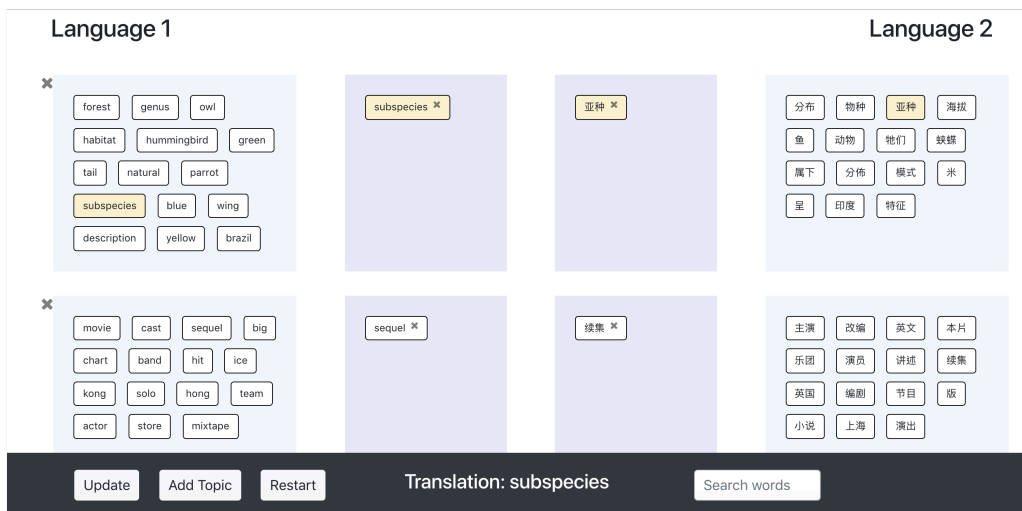 Language 1 Language 2
forest genus owl subspecies ✖ 亚种 ✖ 分布 物种 亚种 海拔
habitat hummingbird green 鱼 动物 牠们 蛱蝶
tail natural parrot 属下 分佈 模式 米
subspecies blue wing 呈 印度 特征
description yellow brazil
movie cast sequel big sequel ✖ 续集 ✖ 主演 改编 英文 本片
chart band hit ice 乐团 演员 讲述 续集
kong solo hong team 英国 编剧 节目 版
actor store mixtape 小说 上海 演出
Update Add Topic Restart Translation: subspecies Search words